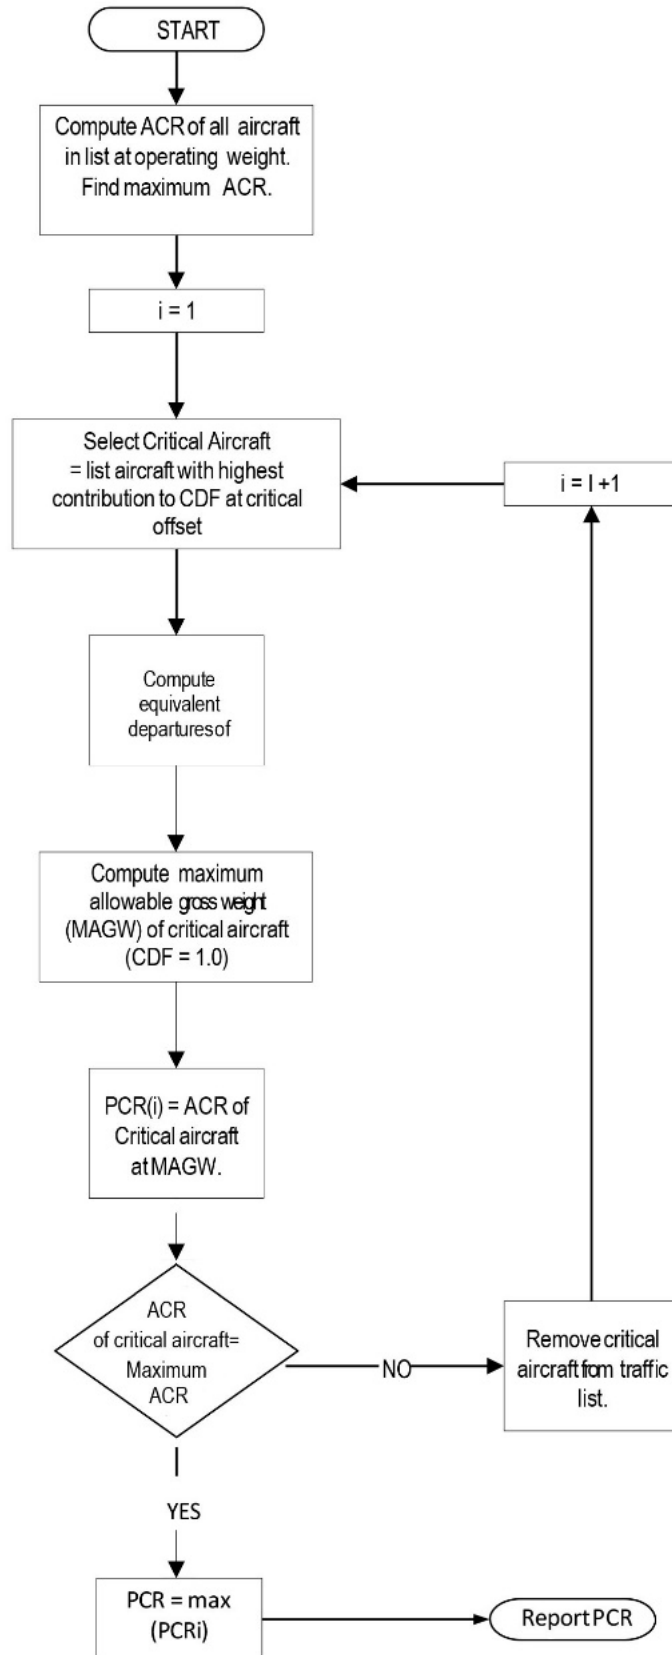 START
Compute ACR of all aircraft
in list at operating weight.
Find maximum ACR.
i = 1
Select Critical Aircraft
= list aircraft with highest
contribution to CDF at critical
offset
i = I +1
Compute
equivalent
departures of
Compute maximum
allowable gross weight
(MAGW) of critical aircraft
(CDF = 1.0)
PCR(i) = ACR of
Critical aircraft
at MAGW.
ACR
of critical aircraft=
Maximum
ACR
NO
Remove critical
aircraft from traffic
list.
YES
PCR = max
(PCRi)
Report PCR